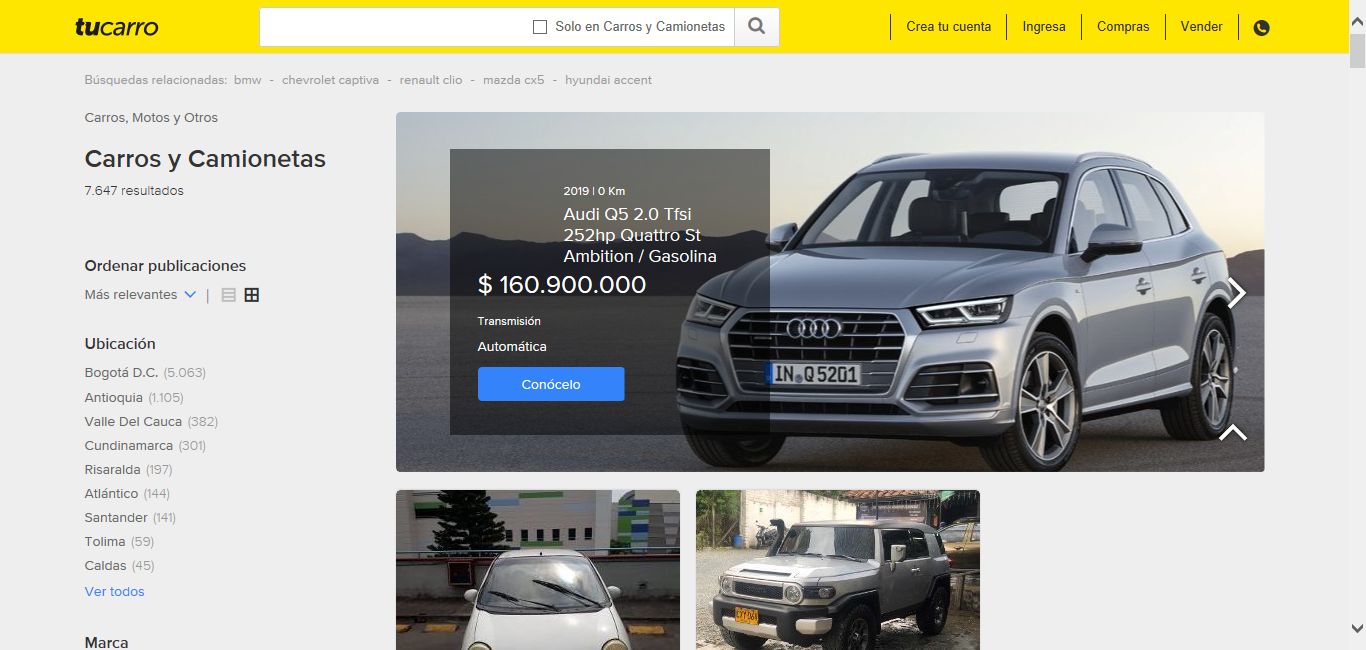 tucarro
Solo en Carros y Camionetas
Crea tu cuenta
Ingresa
Compras
Vender
Búsquedas relacionadas: bmw - chevrolet captiva - renault clio - mazda cx5 - hyundai accent
Carros, Motos y Otros
Carros y Camionetas
7.647 resultados
Ordenar publicaciones
Más relevantes |
Ubicación
Bogotá D.C. (5.063)
Antioquia (1.105)
Valle Del Cauca (382)
Cundinamarca (301)
Risaralda (197)
Atlántico (144)
Santander (141)
Tolima (59)
Caldas (45)
Ver todos
Marca
2019 | 0 Km
Audi Q5 2.0 Tfsi
252hp Quattro St
Ambition / Gasolina
$ 160.900.000
Transmisión
Automática
Conócelo
IN Q 5201